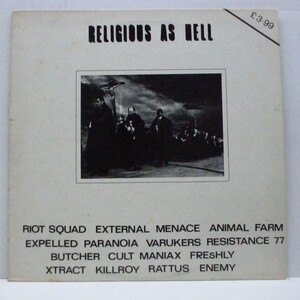 RELIGIOUS AS HELL
£3·99
RIOT SQUAD EXTERNAL MENACE ANIMAL FARM
EXPELLED PARANOIA VARUKERS RESISTANCE 77
BUTCHER CULT MANIAX FREsHLY
XTRACT KILLROY RATTUS ENEMY